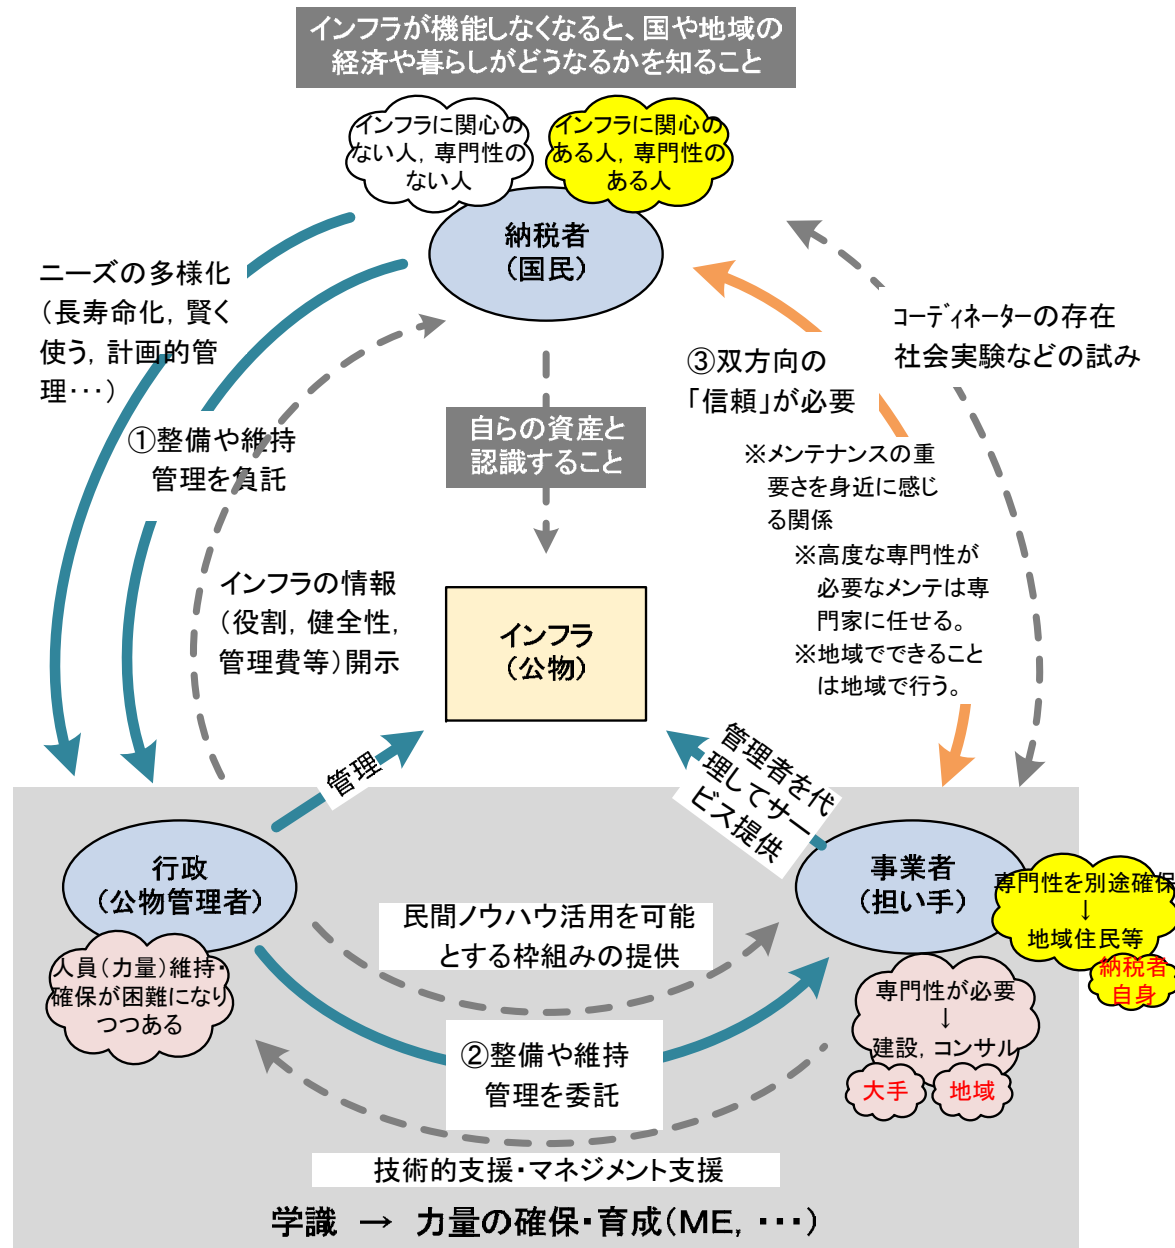 インフラが機能しなくなると、国や地域の
経済や暮らしがどうなるかを知ること
インフラに関心の
ない人，専門性の
ない人
インフラに関心の
ある人，専門性の
ある人
納税者
（国民）
ニーズの多様化
（長寿命化，賢く
使う，計画的管
理・・・）
①整備や維持
管理を負託
インフラの情報
（役割，健全性，
管理費等）開示
自らの資産と
認識すること
③双方向の
「信頼」が必要
※メンテナンスの重
要さを身近に感じ
る関係
※高度な専門性が
必要なメンテは専
門家に任せる。
※地域でできること
は地域で行う。
ｺｰﾃﾞｨﾈｰﾀｰの存在
社会実験などの試み
インフラ
（公物）
管理
管理者を代
理してサー
ビス提供
行政
（公物管理者）
人員（力量）維持・
確保が困難になり
つつある
事業者
（担い手）
専門性を別途確保
↓
地域住民等
納税者
自身
専門性が必要
↓
建設，コンサル
大手
地域
民間ノウハウ活用を可能
とする枠組みの提供
②整備や維持
管理を委託
技術的支援・マネジメント支援
学識 → 力量の確保・育成（ME，・・・）